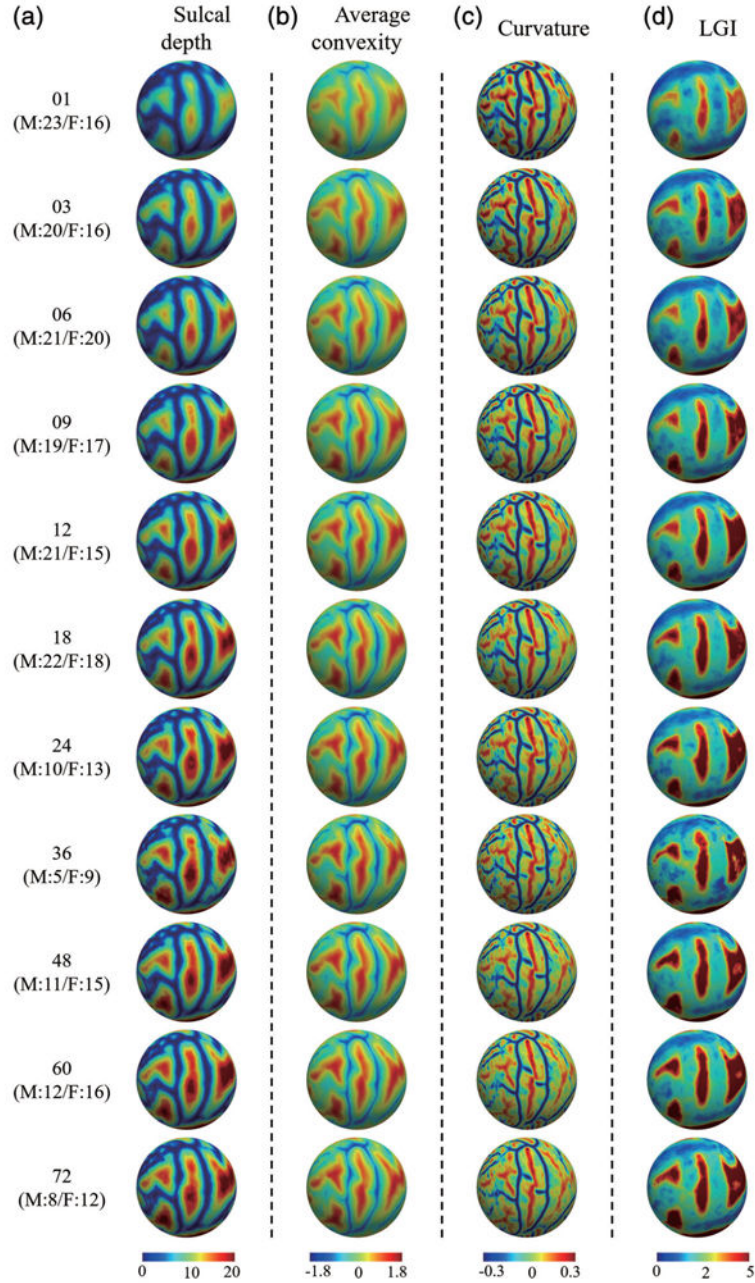 (a) Sulcal depth
(b) Average convexity
(c) Curvature
(d) LGI
01
(M:23/F:16)
03
(M:20/F:16)
06
(M:21/F:20)
09
(M:19/F:17)
12
(M:21/F:15)
18
(M:22/F:18)
24
(M:10/F:13)
36
(M:5/F:9)
48
(M:11/F:15)
60
(M:12/F:16)
72
(M:8/F:12)
0 10 20
-1.8 0 1.8
-0.3 0 0.3
0 2 5